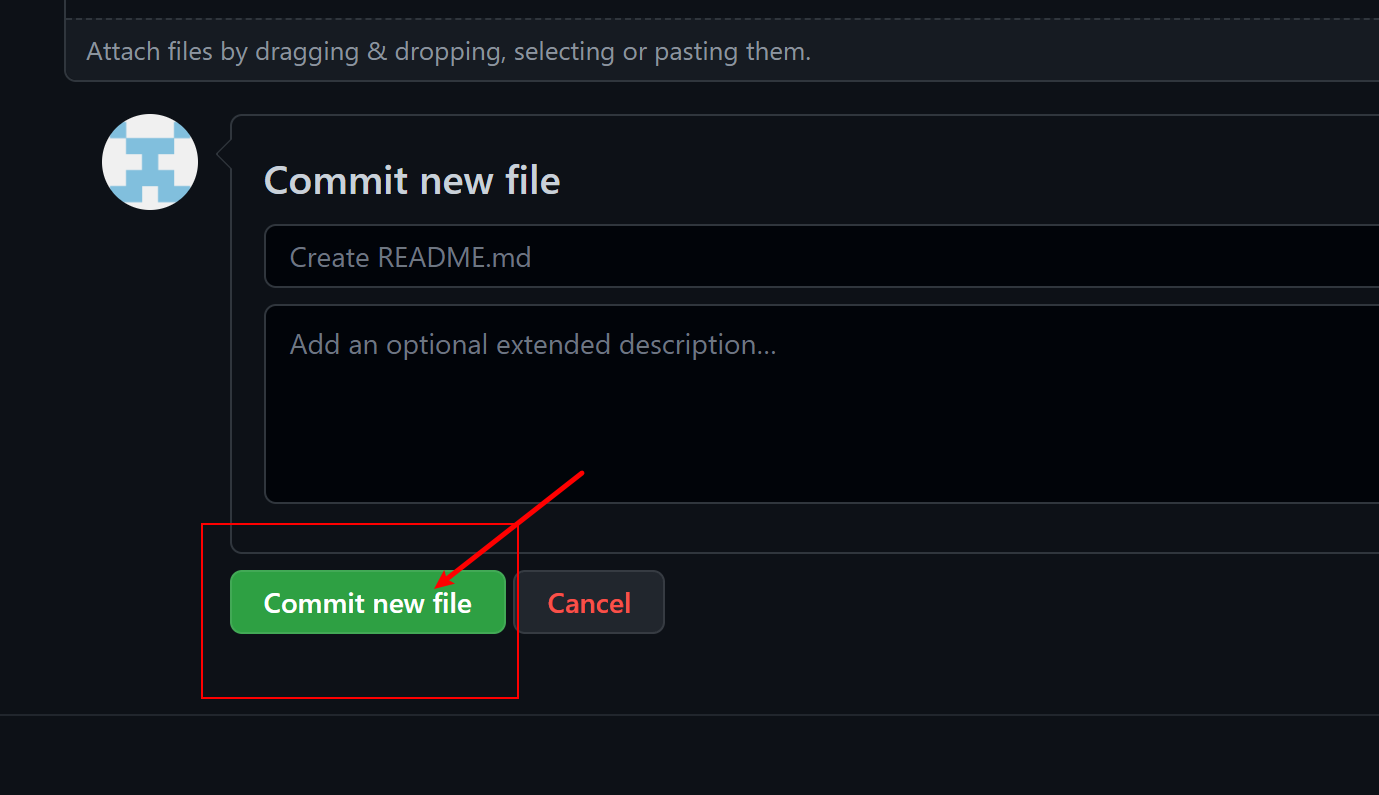 Attach files by dragging & dropping, selecting or pasting them.
Commit new file
Create README.md
Add an optional extended description...
Commit new file
Cancel